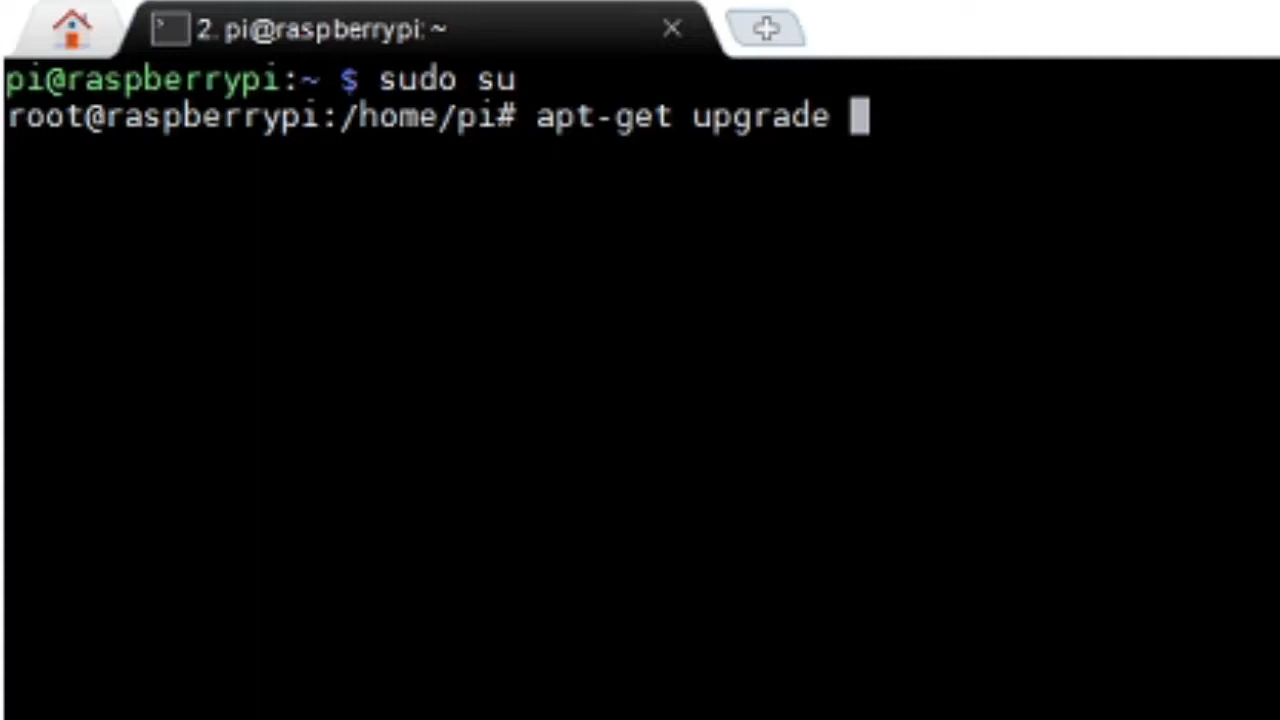 2. pi@raspberrypi: ~
pi@raspberrypi:~ $ sudo su
root@raspberrypi:/home/pi# apt-get upgrade